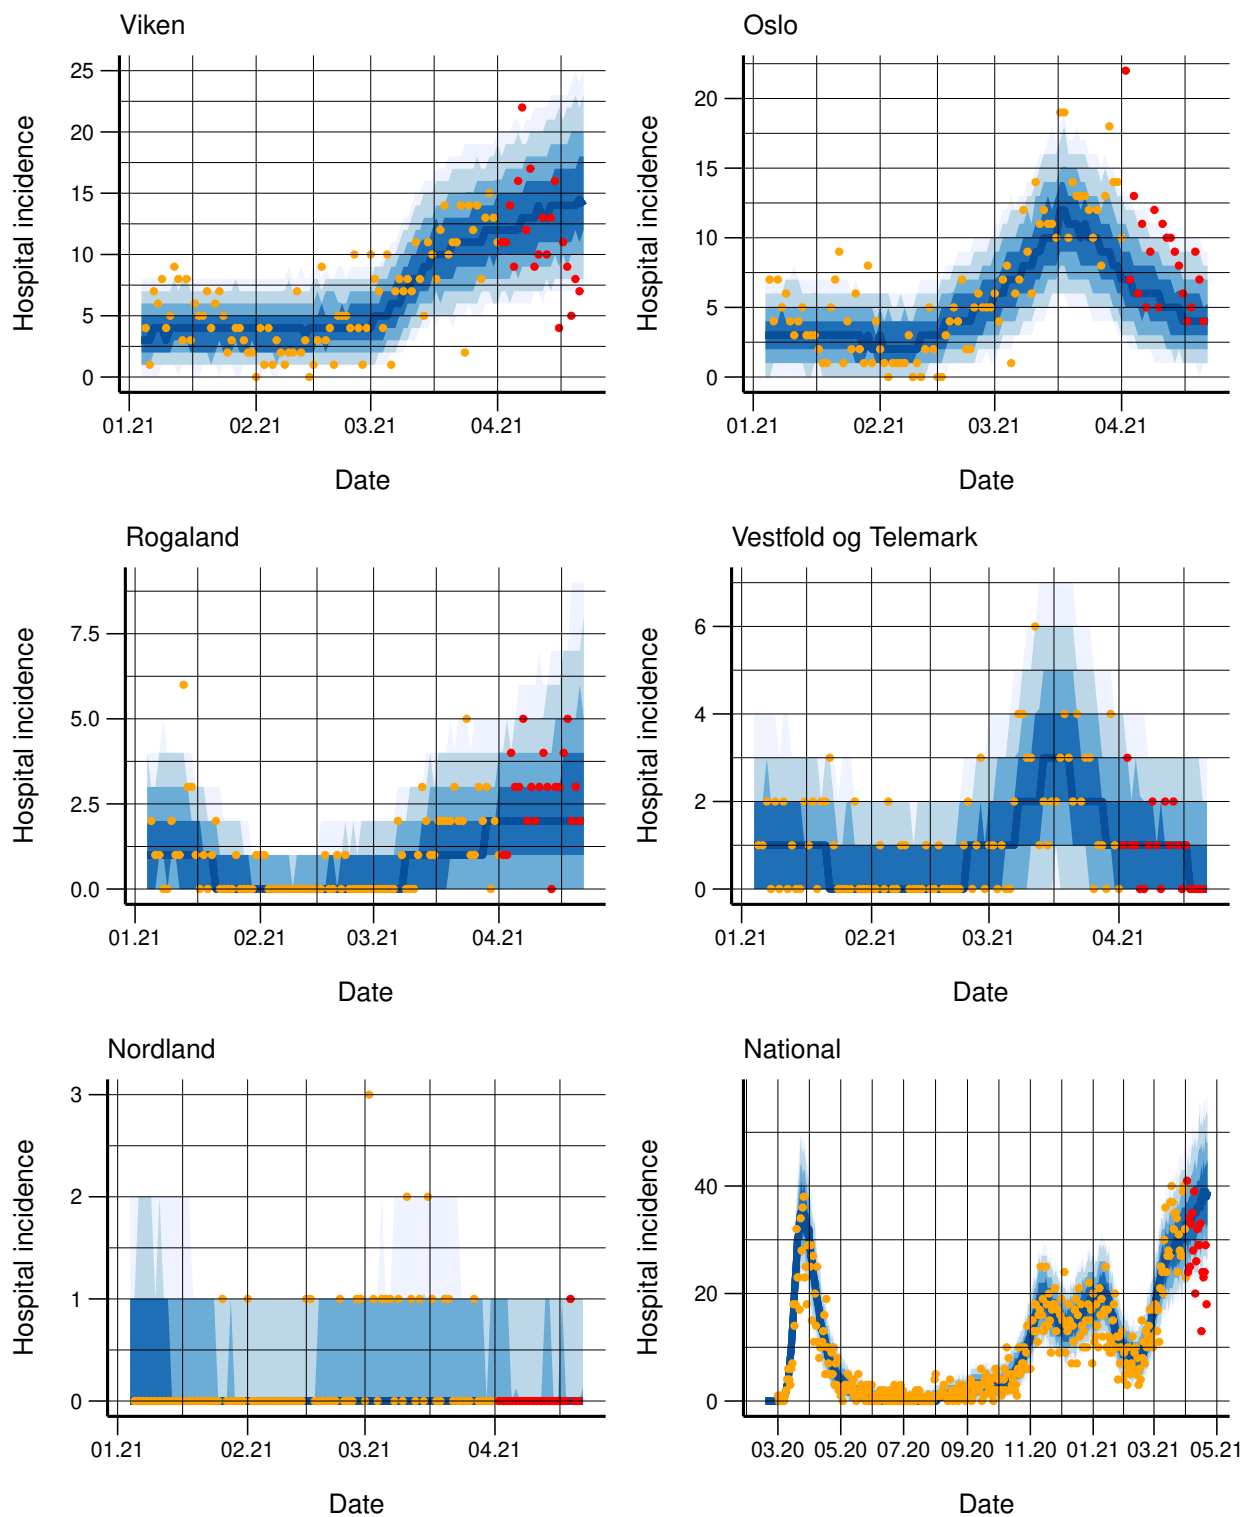 Viken
Hospital incidence
25
20
15
10
5
0
01.21 02.21 03.21 04.21
Date
Oslo
Hospital incidence
20
15
10
5
0
01.21 02.21 03.21 04.21
Date
Rogaland
Hospital incidence
7.5
5.0
2.5
0.0
01.21 02.21 03.21 04.21
Date
Vestfold og Telemark
Hospital incidence
6
4
2
0
01.21 02.21 03.21 04.21
Date
Nordland
Hospital incidence
3
2
1
0
01.21 02.21 03.21 04.21
Date
National
Hospital incidence
40
20
0
03.20 05.20 07.20 09.20 11.20 01.21 03.21 05.21
Date